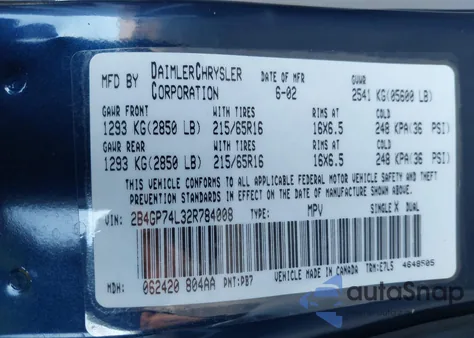 MFD BY DAIMLERCHRYSLER CORPORATION DATE OF MFR 6-02 GVWR 2541 KG(05600 LB)
GAWR FRONT WITH TIRES RIMS AT COLD
1293 KG(2850 LB) 215/65R16 16X6.5 248 KPA(36 PSI)
GAWR REAR WITH TIRES RIMS AT COLD
1293 KG(2850 LB) 215/65R16 16X6.5 248 KPA(36 PSI)
THIS VEHICLE CONFORMS TO ALL APPLICABLE FEDERAL MOTOR VEHICLE SAFETY, BUMPER, AND THEFT
PREVENTION STANDARDS IN EFFECT ON THE DATE OF MANUFACTURE SHOWN ABOVE.
VIN: 2B4GP74L32R784008 TYPE: MPV SINGLE X DUAL
MDH: 062420 804AA PNT:PB7 VEHICLE MADE IN CANADA TRM:E7L5 4648505
autoSnap